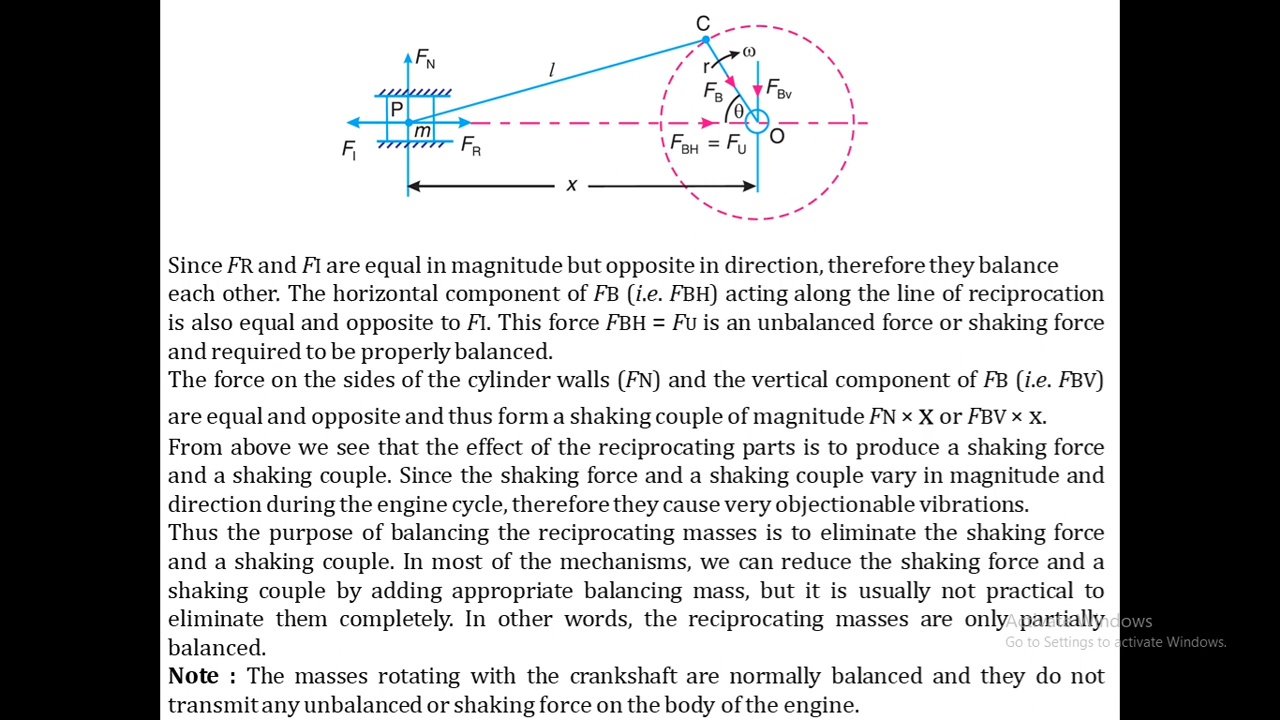 C
F_N
l
r
ω
F_B
F_Bv
θ
P
m
O
F_I
F_R
F_BH = F_U
x
Since FR and FI are equal in magnitude but opposite in direction, therefore they balance
each other. The horizontal component of FB (i.e. FBH) acting along the line of reciprocation
is also equal and opposite to FI. This force FBH = FU is an unbalanced force or shaking force
and required to be properly balanced.
The force on the sides of the cylinder walls (FN) and the vertical component of FB (i.e. FBV)
are equal and opposite and thus form a shaking couple of magnitude FN × X or FBV × x.
From above we see that the effect of the reciprocating parts is to produce a shaking force
and a shaking couple. Since the shaking force and a shaking couple vary in magnitude and
direction during the engine cycle, therefore they cause very objectionable vibrations.
Thus the purpose of balancing the reciprocating masses is to eliminate the shaking force
and a shaking couple. In most of the mechanisms, we can reduce the shaking force and a
shaking couple by adding appropriate balancing mass, but it is usually not practical to
eliminate them completely. In other words, the reciprocating masses are only partially
balanced.
Note : The masses rotating with the crankshaft are normally balanced and they do not
transmit any unbalanced or shaking force on the body of the engine.
Activate Windows
Go to Settings to activate Windows.